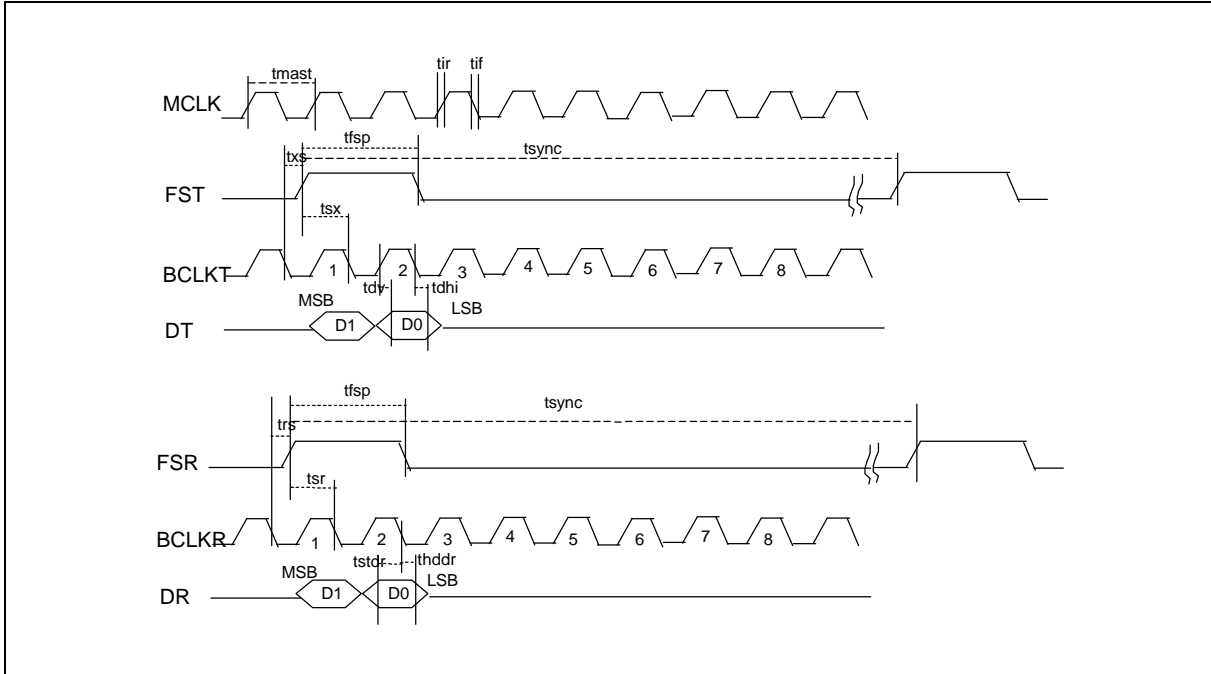 tmast
tir tif
MCLK
tfsp
tsync
txs
FST
tsx
BCLKT
1 2 3 4 5 6 7 8
tdv tdhi
MSB LSB
DT D1 D0
tfsp
tsync
trs
FSR
tsr
BCLKR
1 2 3 4 5 6 7 8
tstdr thddr
MSB LSB
DR D1 D0